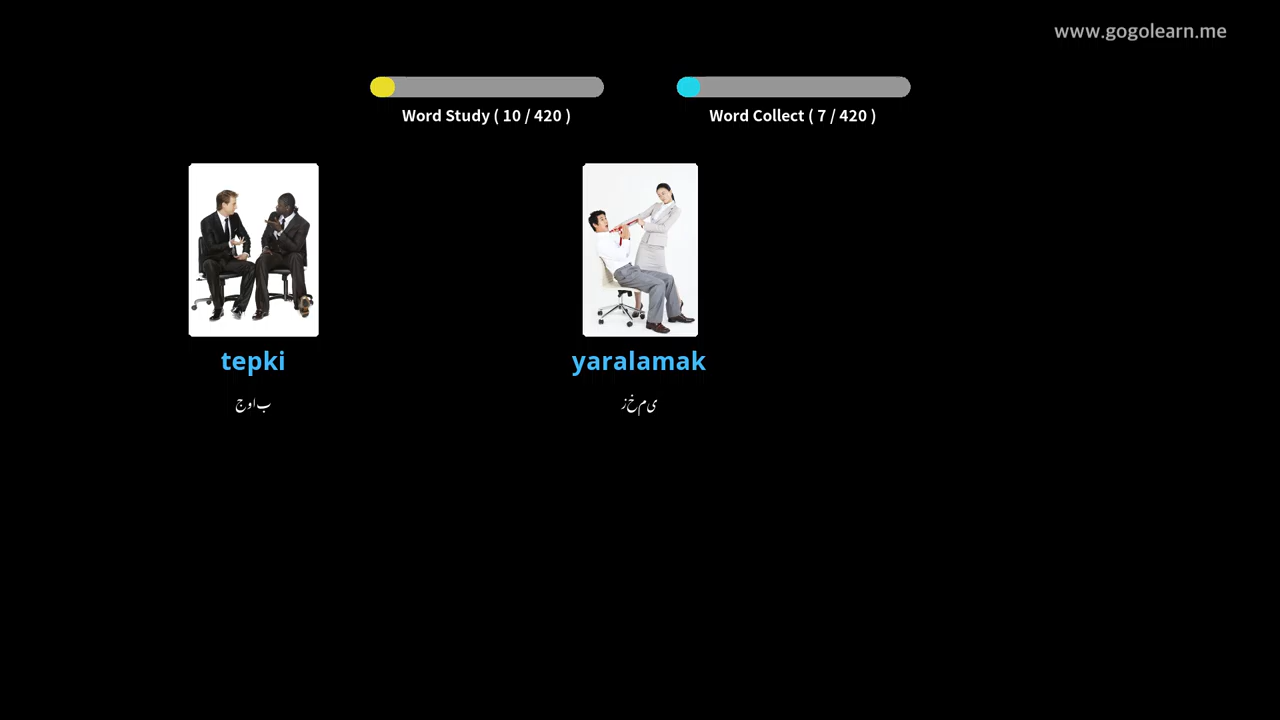 www.gogolearn.me
Word Study ( 10 / 420 )
Word Collect ( 7 / 420 )
tepki
yaralamak
جواب
زخمی